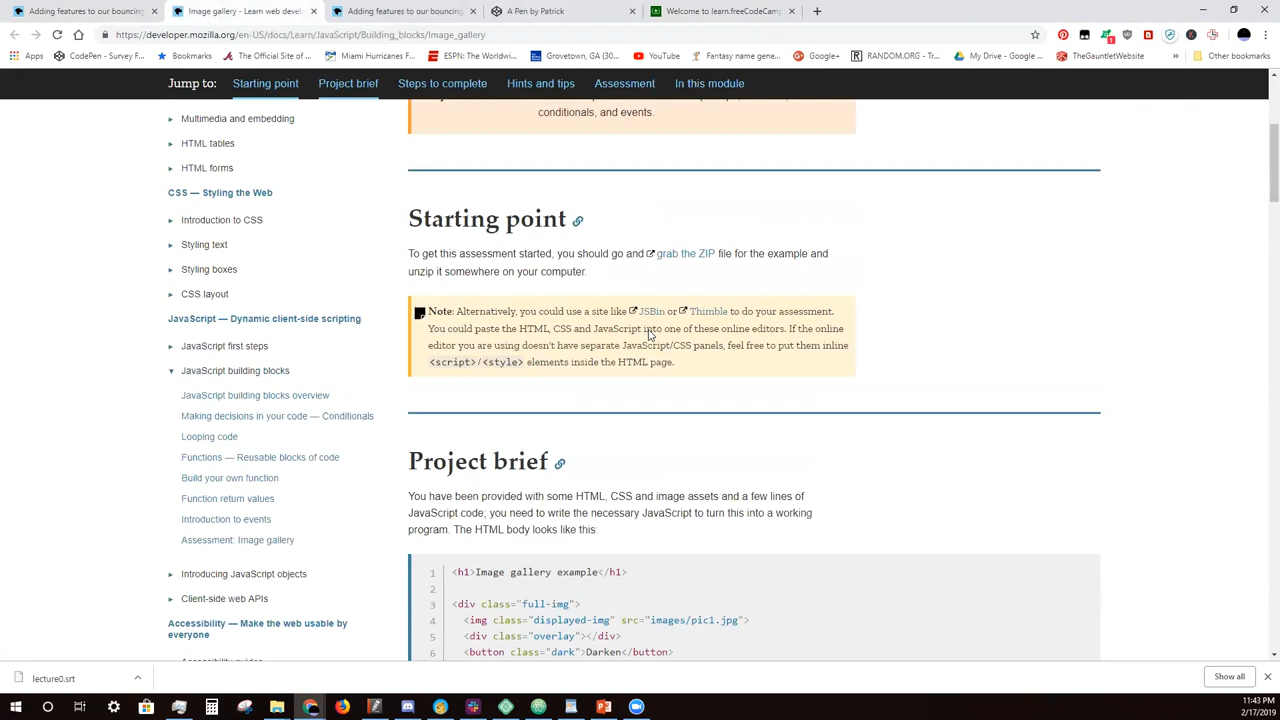 Adding features to our bouncing
Image gallery - Learn web devel
Adding features to our bouncing
A Pen by Patrick
Welcome to learn.freeCodeCamp
https://developer.mozilla.org/en-US/docs/Learn/JavaScript/Building_blocks/Image_gallery
Apps
CodePen - Survey F...
The Official Site of ...
Miami Hurricanes F...
ESPN: The Worldwi...
Grovetown, GA (30...
YouTube
Fantasy name gene...
Google+
RANDOM.ORG - Tr...
My Drive - Google ...
TheGauntletWebsite
Other bookmarks
Jump to:
Starting point
Project brief
Steps to complete
Hints and tips
Assessment
In this module
Multimedia and embedding
HTML tables
HTML forms
CSS — Styling the Web
Introduction to CSS
Styling text
Styling boxes
CSS layout
JavaScript — Dynamic client-side scripting
JavaScript first steps
JavaScript building blocks
JavaScript building blocks overview
Making decisions in your code — Conditionals
Looping code
Functions — Reusable blocks of code
Build your own function
Function return values
Introduction to events
Assessment: Image gallery
Introducing JavaScript objects
Client-side web APIs
Accessibility — Make the web usable by
everyone
conditionals, and events.
Starting point
To get this assessment started, you should go and grab the ZIP file for the example and
unzip it somewhere on your computer.
Note: Alternatively, you could use a site like JSBin or Thimble to do your assessment.
You could paste the HTML, CSS and JavaScript into one of these online editors. If the online
editor you are using doesn't have separate JavaScript/CSS panels, feel free to put them inline
<script>/<style> elements inside the HTML page.
Project brief
You have been provided with some HTML, CSS and image assets and a few lines of
JavaScript code; you need to write the necessary JavaScript to turn this into a working
program. The HTML body looks like this:
1 <h1>Image gallery example</h1>
2
3 <div class="full-img">
4 <img class="displayed-img" src="images/pic1.jpg">
5 <div class="overlay"></div>
6 <button class="dark">Darken</button>
lecture0.srt
Show all
11:43 PM
2/17/2019